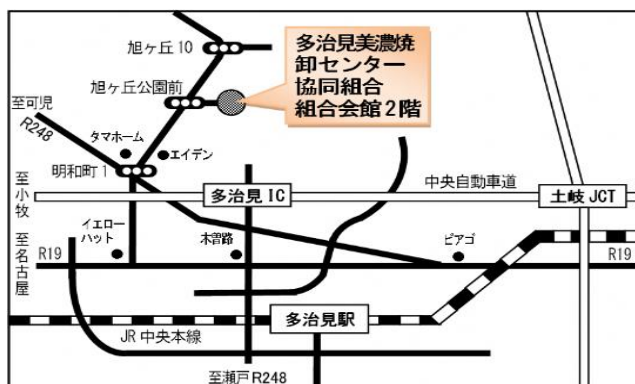 旭ヶ丘10
多治見美濃焼
卸センター
協同組合
組合会館2階
旭ヶ丘公園前
至可児
R248
タマホーム
エイデン
明和町1
至小牧
多治見IC
中央自動車道
土岐JCT
イエロー
ハット
木曽路
ピアゴ
至名古屋
R19
R19
多治見駅
JR中央本線
至瀬戸R248